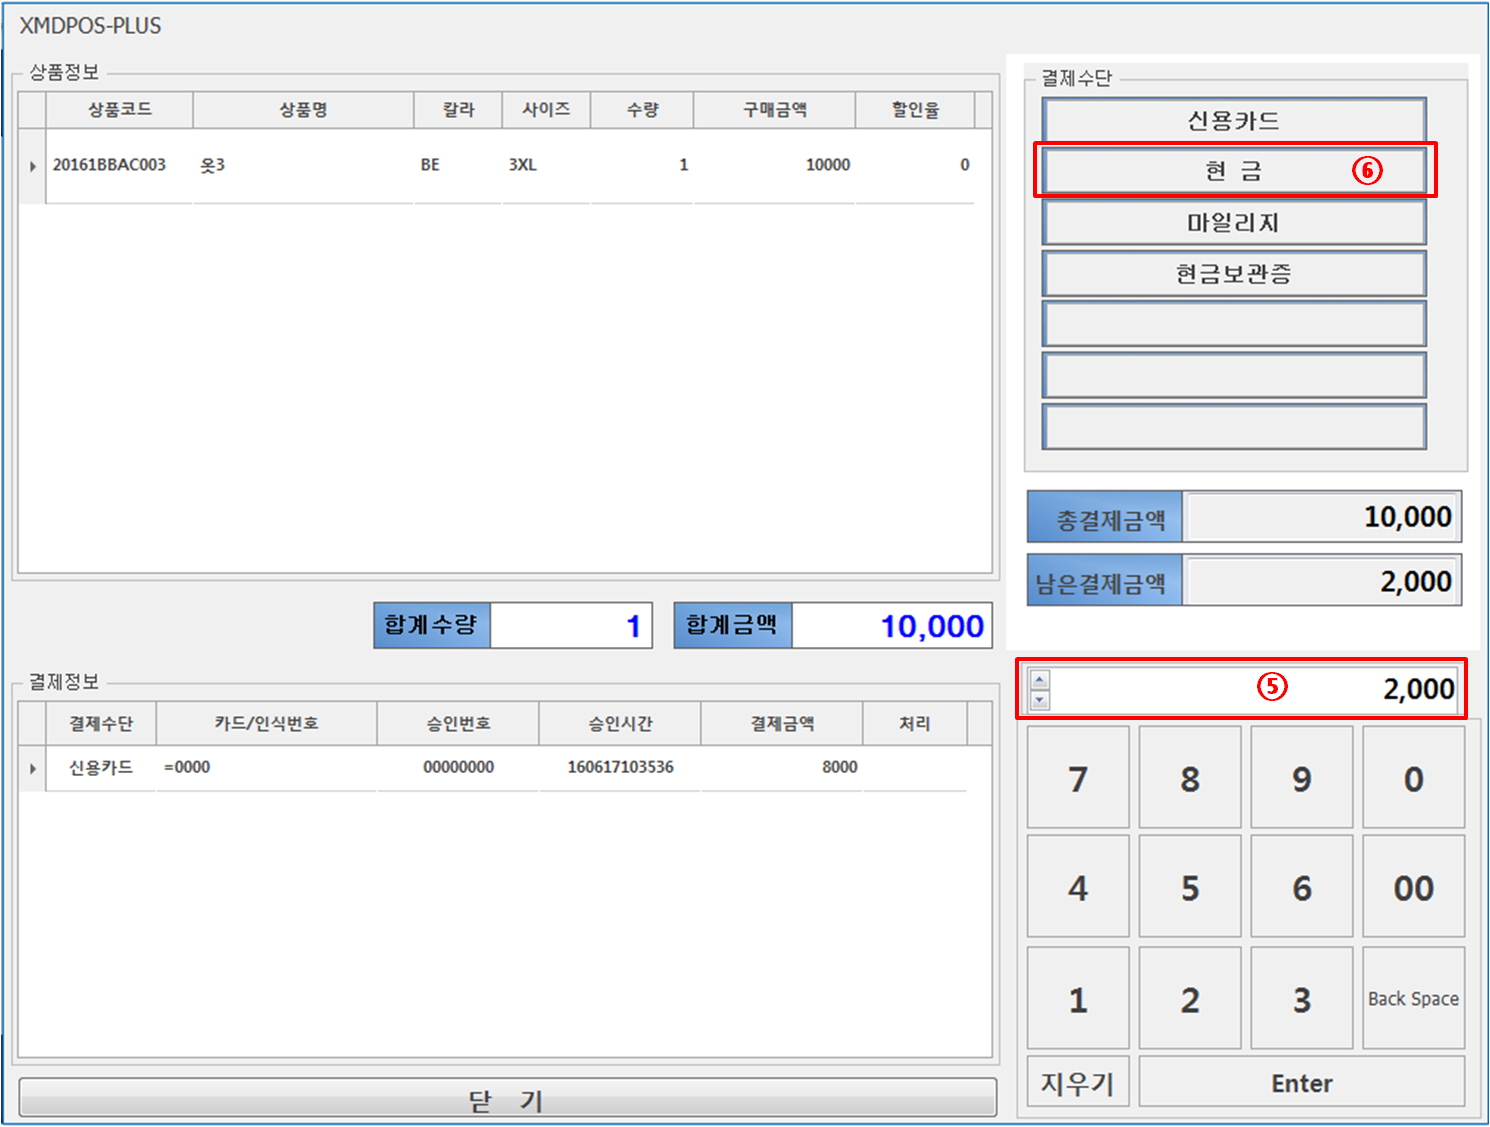 XMDPOS-PLUS
상품정보
상품코드 상품명 칼라 사이즈 수량 구매금액 할인율
20161BBAC003 옷3 BE 3XL 1 10000 0
합계수량 1 합계금액 10,000
결제정보
결제수단 카드/인식번호 승인번호 승인시간 결제금액 처리
신용카드 =0000 00000000 160617103536 8000
닫 기
결제수단
신용카드
현 금 ⑥
마일리지
현금보관증
총결제금액 10,000
남은결제금액 2,000
⑤ 2,000
7 8 9 0
4 5 6 00
1 2 3 Back Space
지우기 Enter